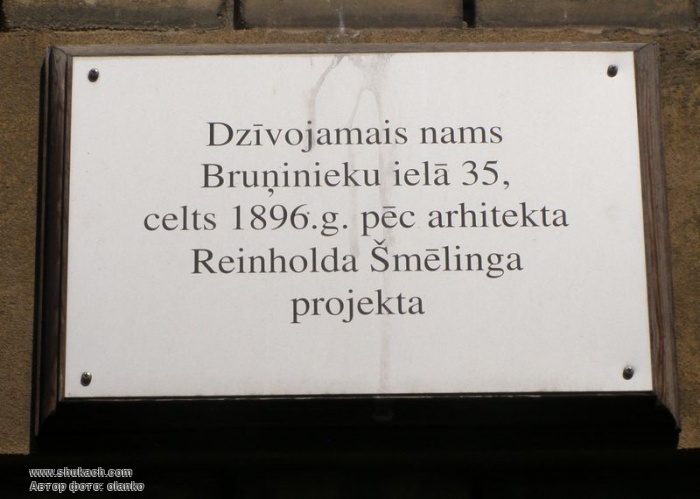 Dzīvojamais nams
Bruņinieku ielā 35,
celts 1896.g. pēc arhitekta
Reinholda Šmēlinga
projekta
www.shukach.com
Автор фото: olanko